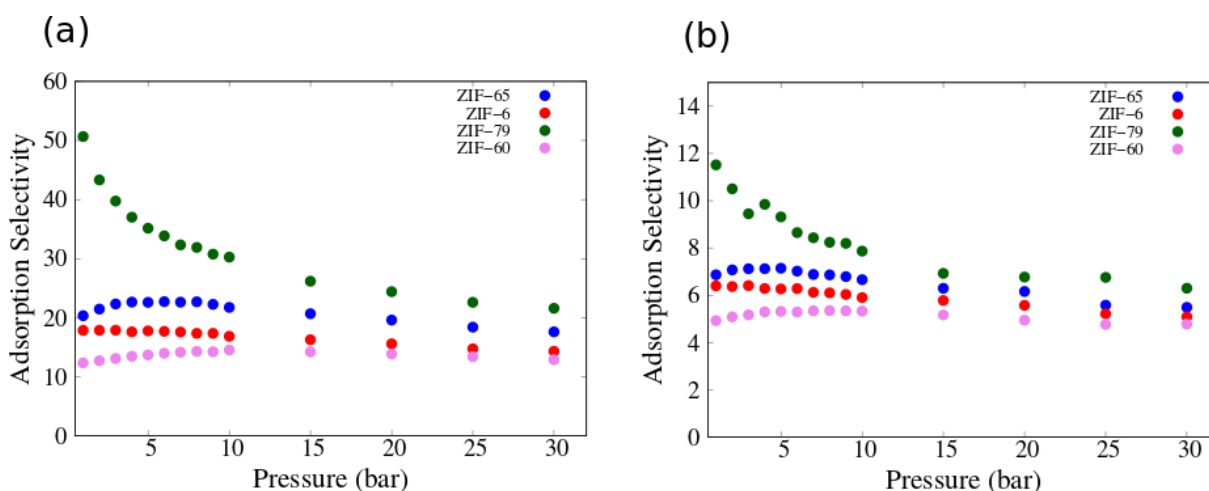 (a)
60
50
40
30
20
10
0
Adsorption Selectivity
ZIF−65
ZIF−6
ZIF−79
ZIF−60
5 10 15 20 25 30
Pressure (bar)
(b)
14
12
10
8
6
4
2
0
Adsorption Selectivity
ZIF−65
ZIF−6
ZIF−79
ZIF−60
5 10 15 20 25 30
Pressure (bar)